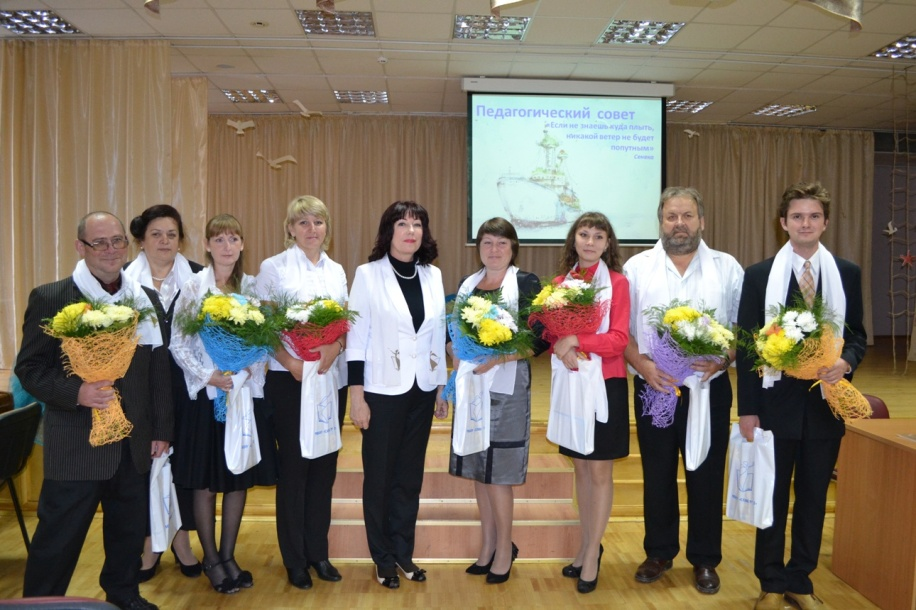 Педагогический совет
«Если не знаешь куда плыть,
никакой ветер не будет
попутным»
Сенека